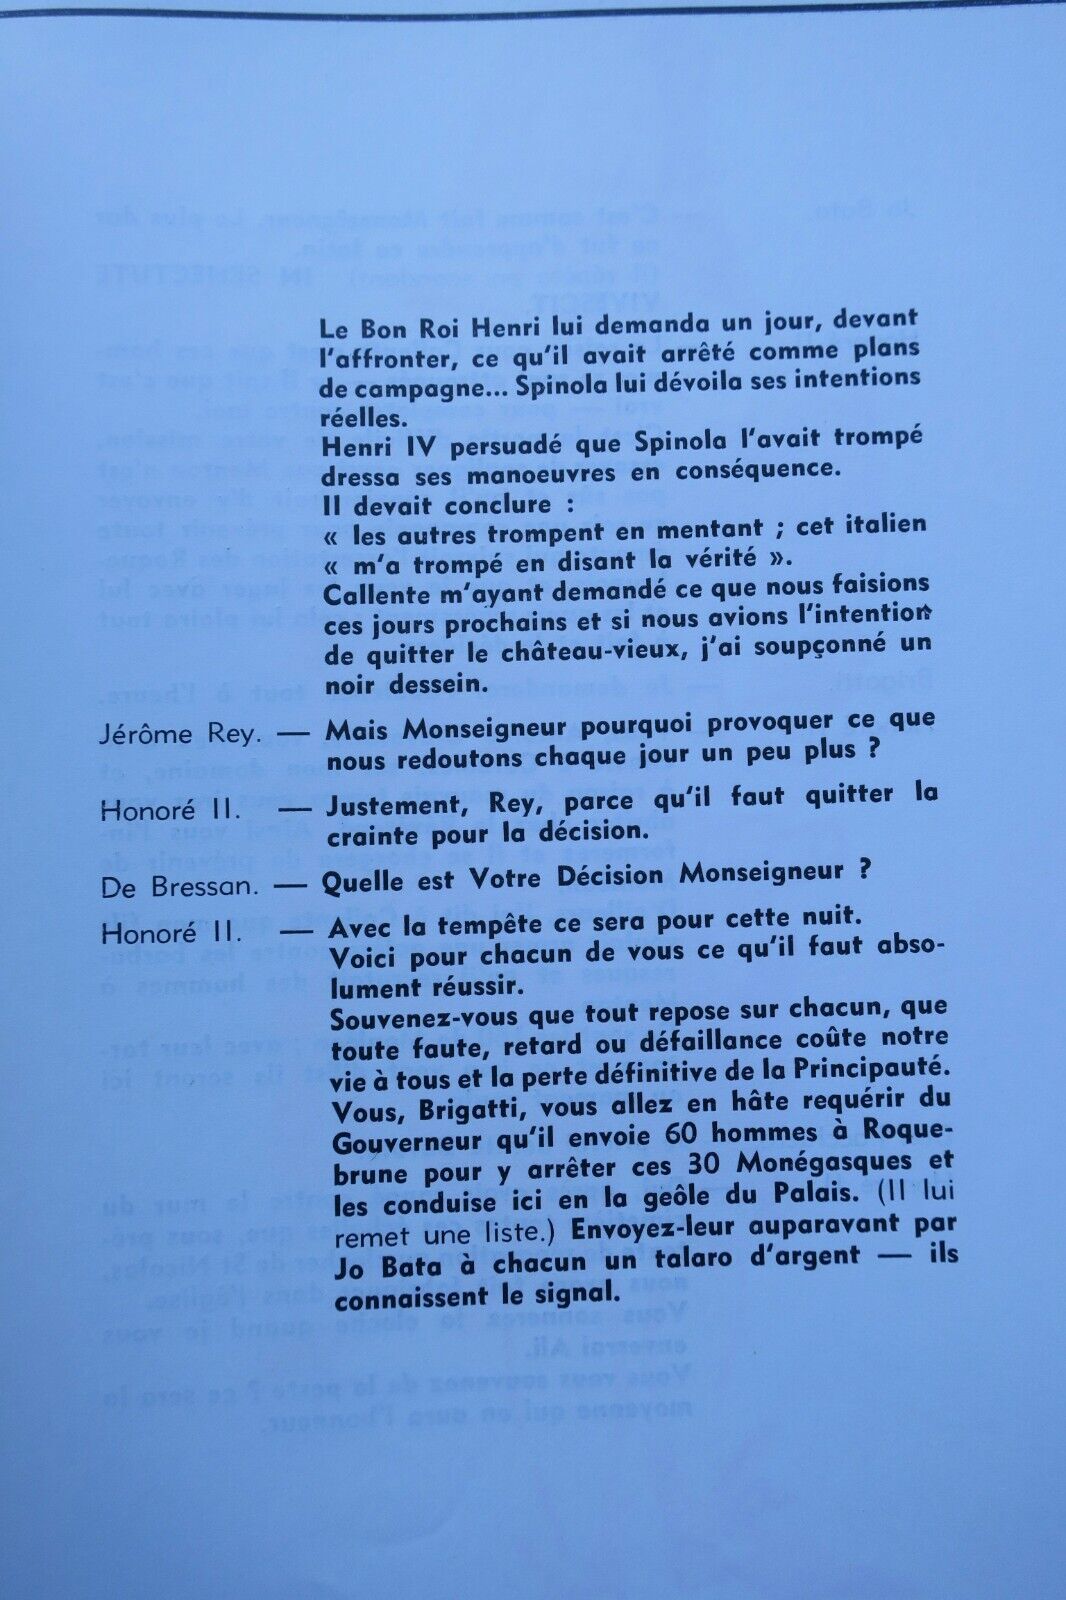 Le Bon Roi Henri lui demanda un jour, devant
l'affronter, ce qu'il avait arrêté comme plans
de campagne... Spinola lui dévoila ses intentions
réelles.
Henri IV persuadé que Spinola l'avait trompé
dressa ses manoeuvres en conséquence.
Il devait conclure :
« les autres trompent en mentant ; cet italien
« m'a trompé en disant la vérité ».
Callente m'ayant demandé ce que nous faisions
ces jours prochains et si nous avions l'intention
de quitter le château-vieux, j'ai soupçonné un
noir dessein.
Jérôme Rey. — Mais Monseigneur pourquoi provoquer ce que
nous redoutons chaque jour un peu plus ?
Honoré II. — Justement, Rey, parce qu'il faut quitter la
crainte pour la décision.
De Bressan. — Quelle est Votre Décision Monseigneur ?
Honoré II. — Avec la tempête ce sera pour cette nuit.
Voici pour chacun de vous ce qu'il faut abso-
lument réussir.
Souvenez-vous que tout repose sur chacun, que
toute faute, retard ou défaillance coûte notre
vie à tous et la perte définitive de la Principauté.
Vous, Brigatti, vous allez en hâte requérir du
Gouverneur qu'il envoie 60 hommes à Roque-
brune pour y arrêter ces 30 Monégasques et
les conduise ici en la geôle du Palais. (Il lui
remet une liste.) Envoyez-leur auparavant par
Jo Bata à chacun un talaro d'argent — ils
connaissent le signal.